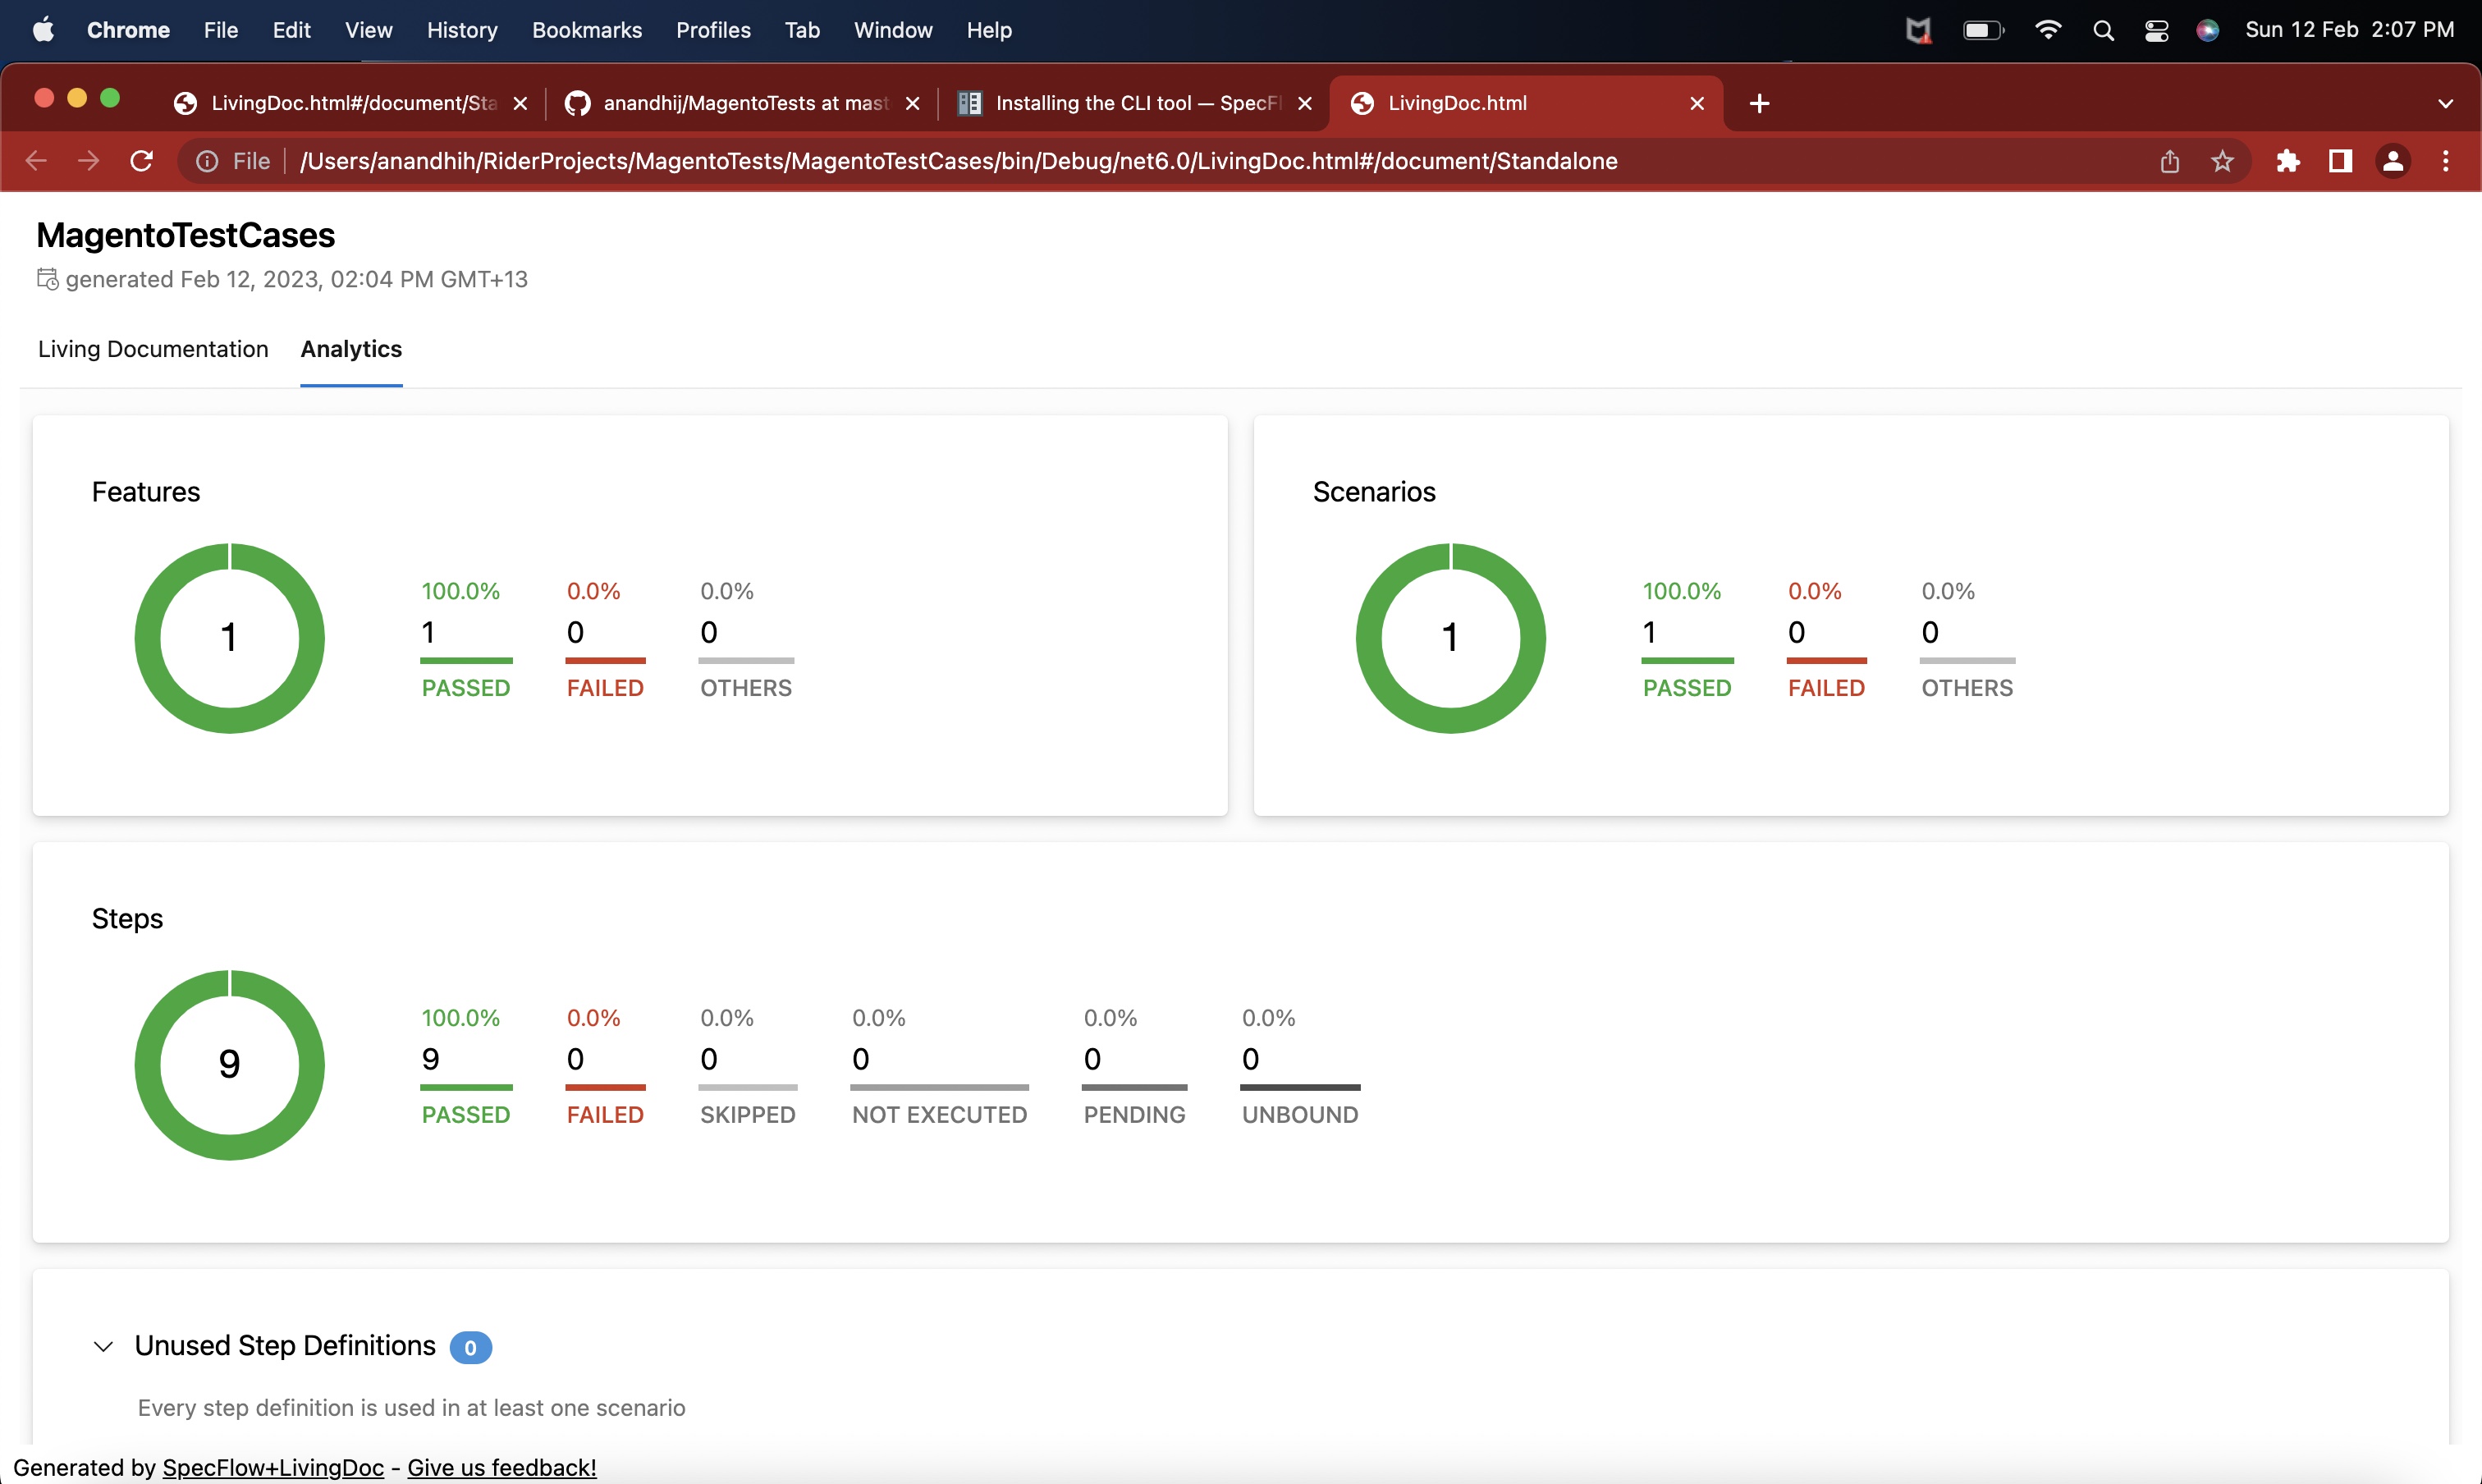 Chrome File Edit View History Bookmarks Profiles Tab Window Help Sun 12 Feb 2:07 PM
LivingDoc.html#/document/Sta anandhij/MagentoTests at mast Installing the CLI tool — SpecFl LivingDoc.html
File /Users/anandhih/RiderProjects/MagentoTests/MagentoTestCases/bin/Debug/net6.0/LivingDoc.html#/document/Standalone
MagentoTestCases
generated Feb 12, 2023, 02:04 PM GMT+13
Living Documentation Analytics
Features
1
100.0% 0.0% 0.0%
1 0 0
PASSED FAILED OTHERS
Scenarios
1
100.0% 0.0% 0.0%
1 0 0
PASSED FAILED OTHERS
Steps
9
100.0% 0.0% 0.0% 0.0% 0.0% 0.0%
9 0 0 0 0 0
PASSED FAILED SKIPPED NOT EXECUTED PENDING UNBOUND
Unused Step Definitions 0
Every step definition is used in at least one scenario
Generated by SpecFlow+LivingDoc - Give us feedback!